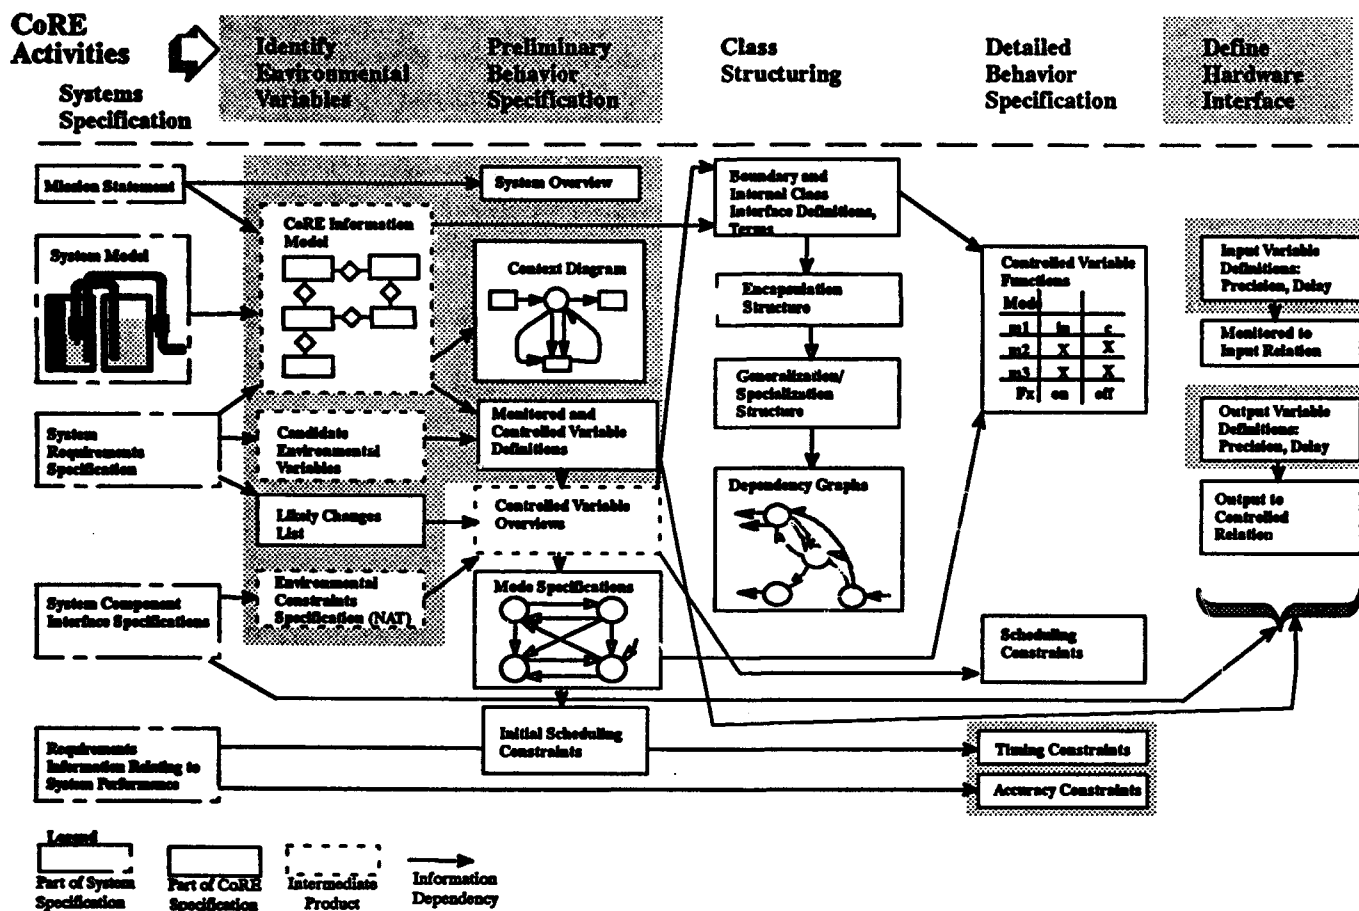 CoRE
Activities
Systems
Specification
Identify
Environmental
Variables
Preliminary
Behavior
Specification
Class
Structuring
Detailed
Behavior
Specification
Define
Hardware
Interface
Mission Statement
System Model
System
Requirements
Specification
System Component
Interface Specifications
Requirements
Information Relating to
System Performance
CoRE Information
Model
Candidate
Environmental
Variables
Likely Changes
List
Environmental
Constraints
Specification (NAT)
System Overview
Context Diagram
Monitored and
Controlled Variable
Definitions
Controlled Variable
Overviews
Mode Specifications
Initial Scheduling
Constraints
Boundary and
Internal Class
Interface Definitions,
Terms
Encapsulation
Structure
Generalization/
Specialization
Structure
Dependency Graphs
Controlled Variable
Functions
Mode
m1 in c
m2 X X
m3 X X
Fx on off
Scheduling
Constraints
Timing Constraints
Accuracy Constraints
Input Variable
Definitions:
Precision, Delay
Monitored to
Input Relation
Output Variable
Definitions:
Precision, Delay
Output to
Controlled
Relation
Legend
Part of System
Specification
Part of CoRE
Specification
Intermediate
Product
Information
Dependency